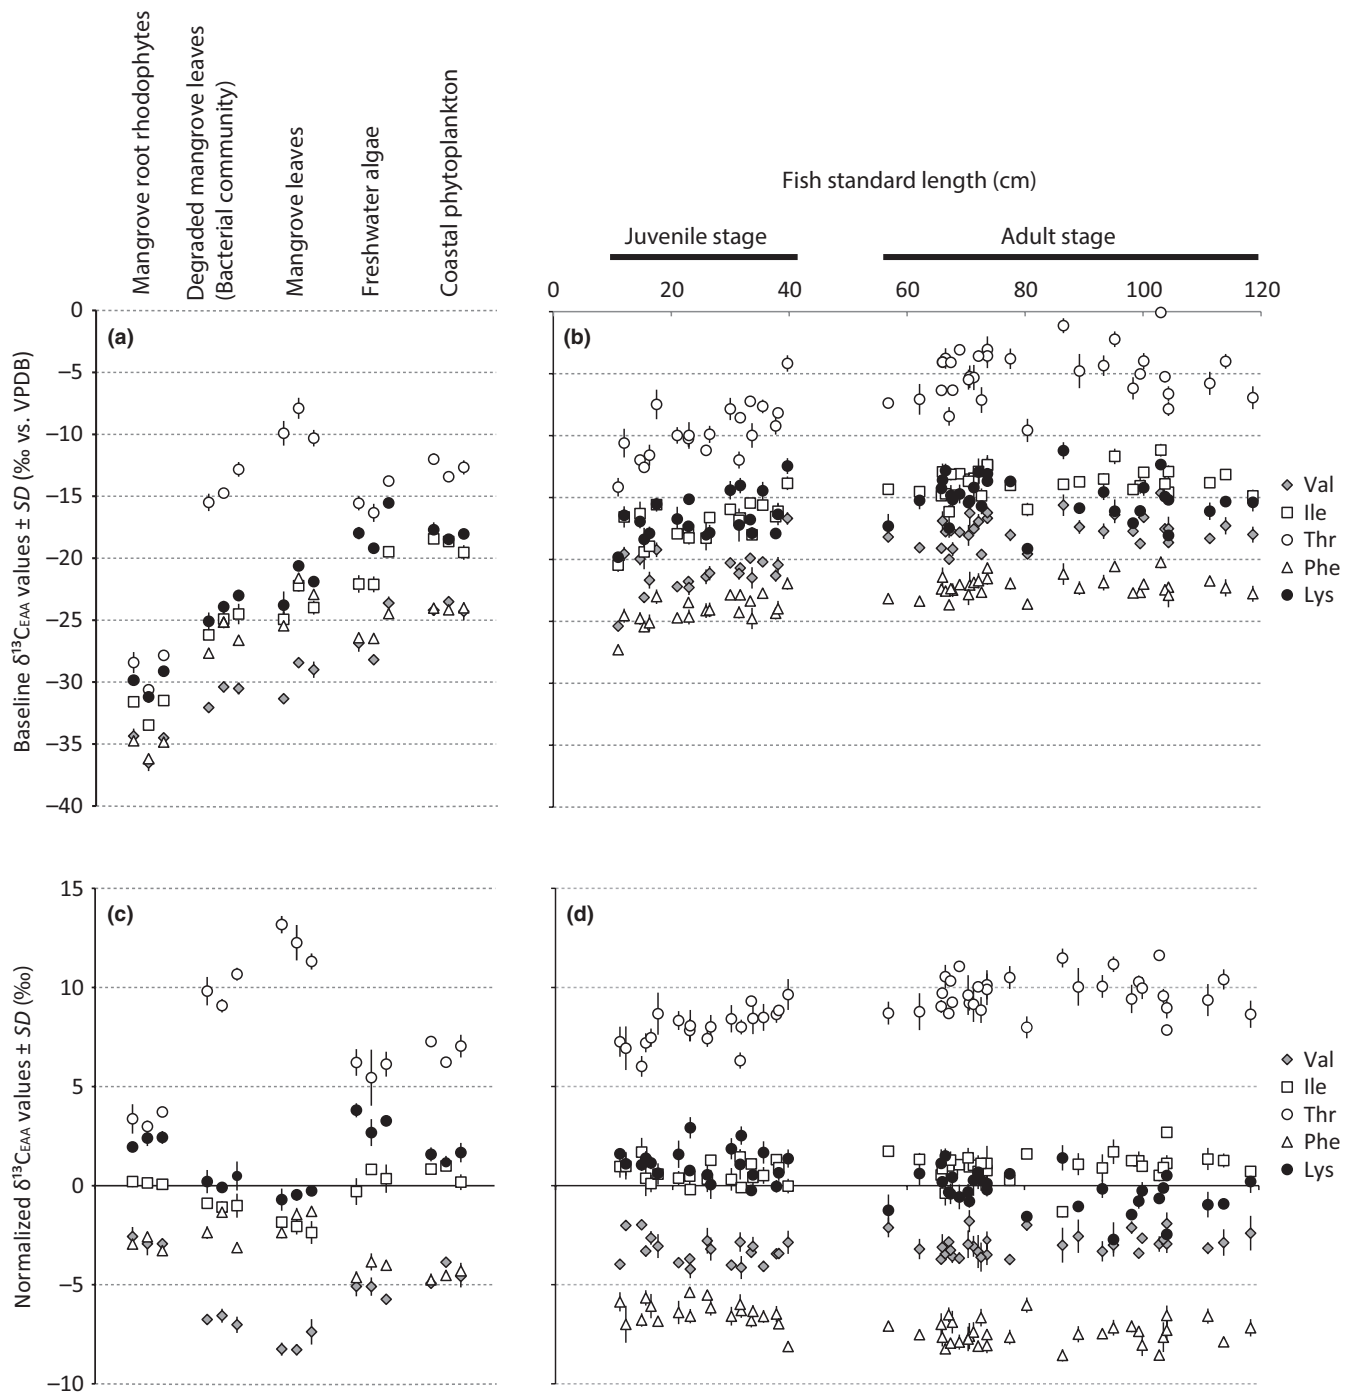 Mangrove root rhodophytes
Degraded mangrove leaves
(Bacterial community)
Mangrove leaves
Freshwater algae
Coastal phytoplankton
Fish standard length (cm)
Juvenile stage
Adult stage
0 20 40 60 80 100 120
Baseline δ¹³C_EAA values ± SD (‰ vs. VPDB)
0
−5
−10
−15
−20
−25
−30
−35
−40
(a)
(b)
Val
Ile
Thr
Phe
Lys
Normalized δ¹³C_EAA values ± SD (‰)
15
10
5
0
−5
−10
(c)
(d)
Val
Ile
Thr
Phe
Lys